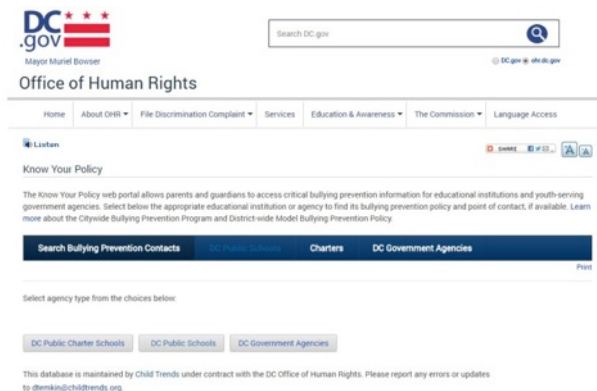 DC
.gov
Search DC.gov
Mayor Muriel Bowser
DC.gov ohr.dc.gov
Office of Human Rights
Home About OHR File Discrimination Complaint Services Education & Awareness The Commission Language Access
Listen
SHARE
A A
Know Your Policy
The Know Your Policy web portal allows parents and guardians to access critical bullying prevention information for educational institutions and youth-serving
government agencies. Select below the appropriate educational institution or agency to find its bullying prevention policy and point of contact, if available. Learn
more about the Citywide Bullying Prevention Program and District-wide Model Bullying Prevention Policy.
Search Bullying Prevention Contacts DC Public Schools Charters DC Government Agencies
Print
Select agency type from the choices below:
DC Public Charter Schools DC Public Schools DC Government Agencies
This database is maintained by Child Trends under contract with the DC Office of Human Rights. Please report any errors or updates
to dtemkin@childtrends.org.